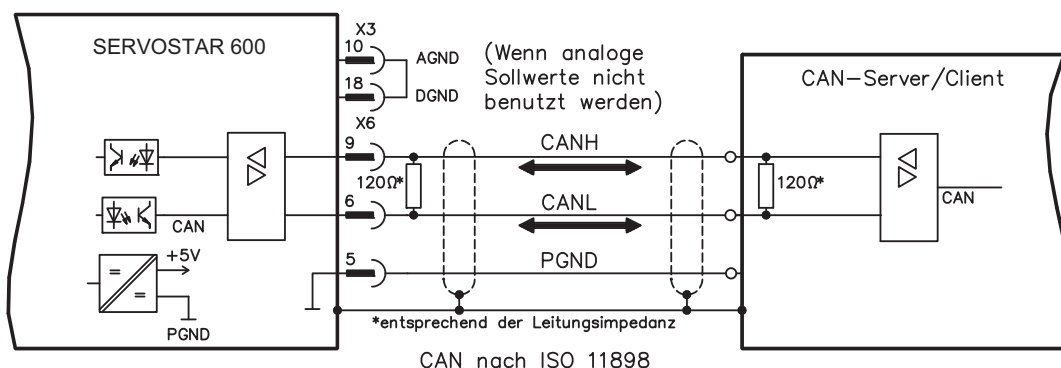 SERVOSTAR 600
X3
10
AGND
18
DGND
(Wenn analoge
Sollwerte nicht
benutzt werden)
CAN-Server/Client
X6
9
CANH
120Ω*
120Ω*
6
CANL
CAN
CAN
+5V
5
PGND
PGND
*entsprechend der Leitungsimpedanz
CAN nach ISO 11898